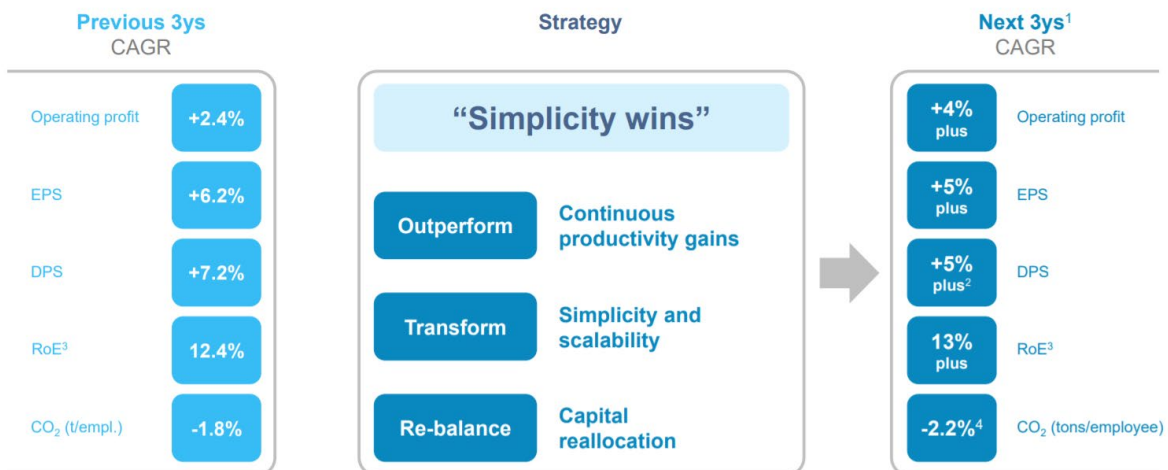 Previous 3ys
CAGR
Operating profit
+2.4%
EPS
+6.2%
DPS
+7.2%
RoE³
12.4%
CO₂ (t/empl.)
-1.8%
Strategy
“Simplicity wins”
Outperform
Continuous
productivity gains
Transform
Simplicity and
scalability
Re-balance
Capital
reallocation
Next 3ys¹
CAGR
+4%
plus
Operating profit
+5%
plus
EPS
+5%
plus²
DPS
13%
plus
RoE³
-2.2%⁴
CO₂ (tons/employee)